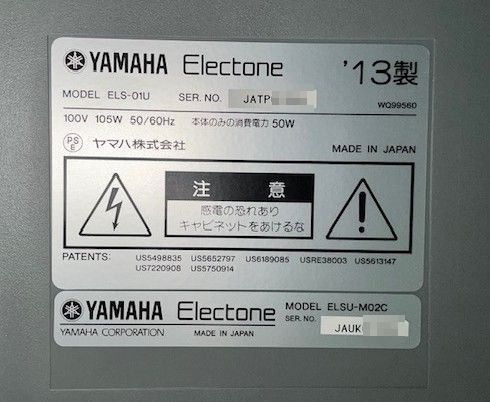 YAMAHA Electone '13製
MODEL ELS-01U SER. NO. JATP
WQ99560
100V 105W 50/60Hz 本体のみの消費電力 50W
PSE ヤマハ株式会社 MADE IN JAPAN
注意
感電の恐れあり
キャビネットをあけるな
PATENTS: US5498835 US5652797 US6189085 USRE38003 US5613147
US7220908 US5750914
YAMAHA Electone MODEL ELSU-M02C
SER. NO.
YAMAHA CORPORATION MADE IN JAPAN JAUK